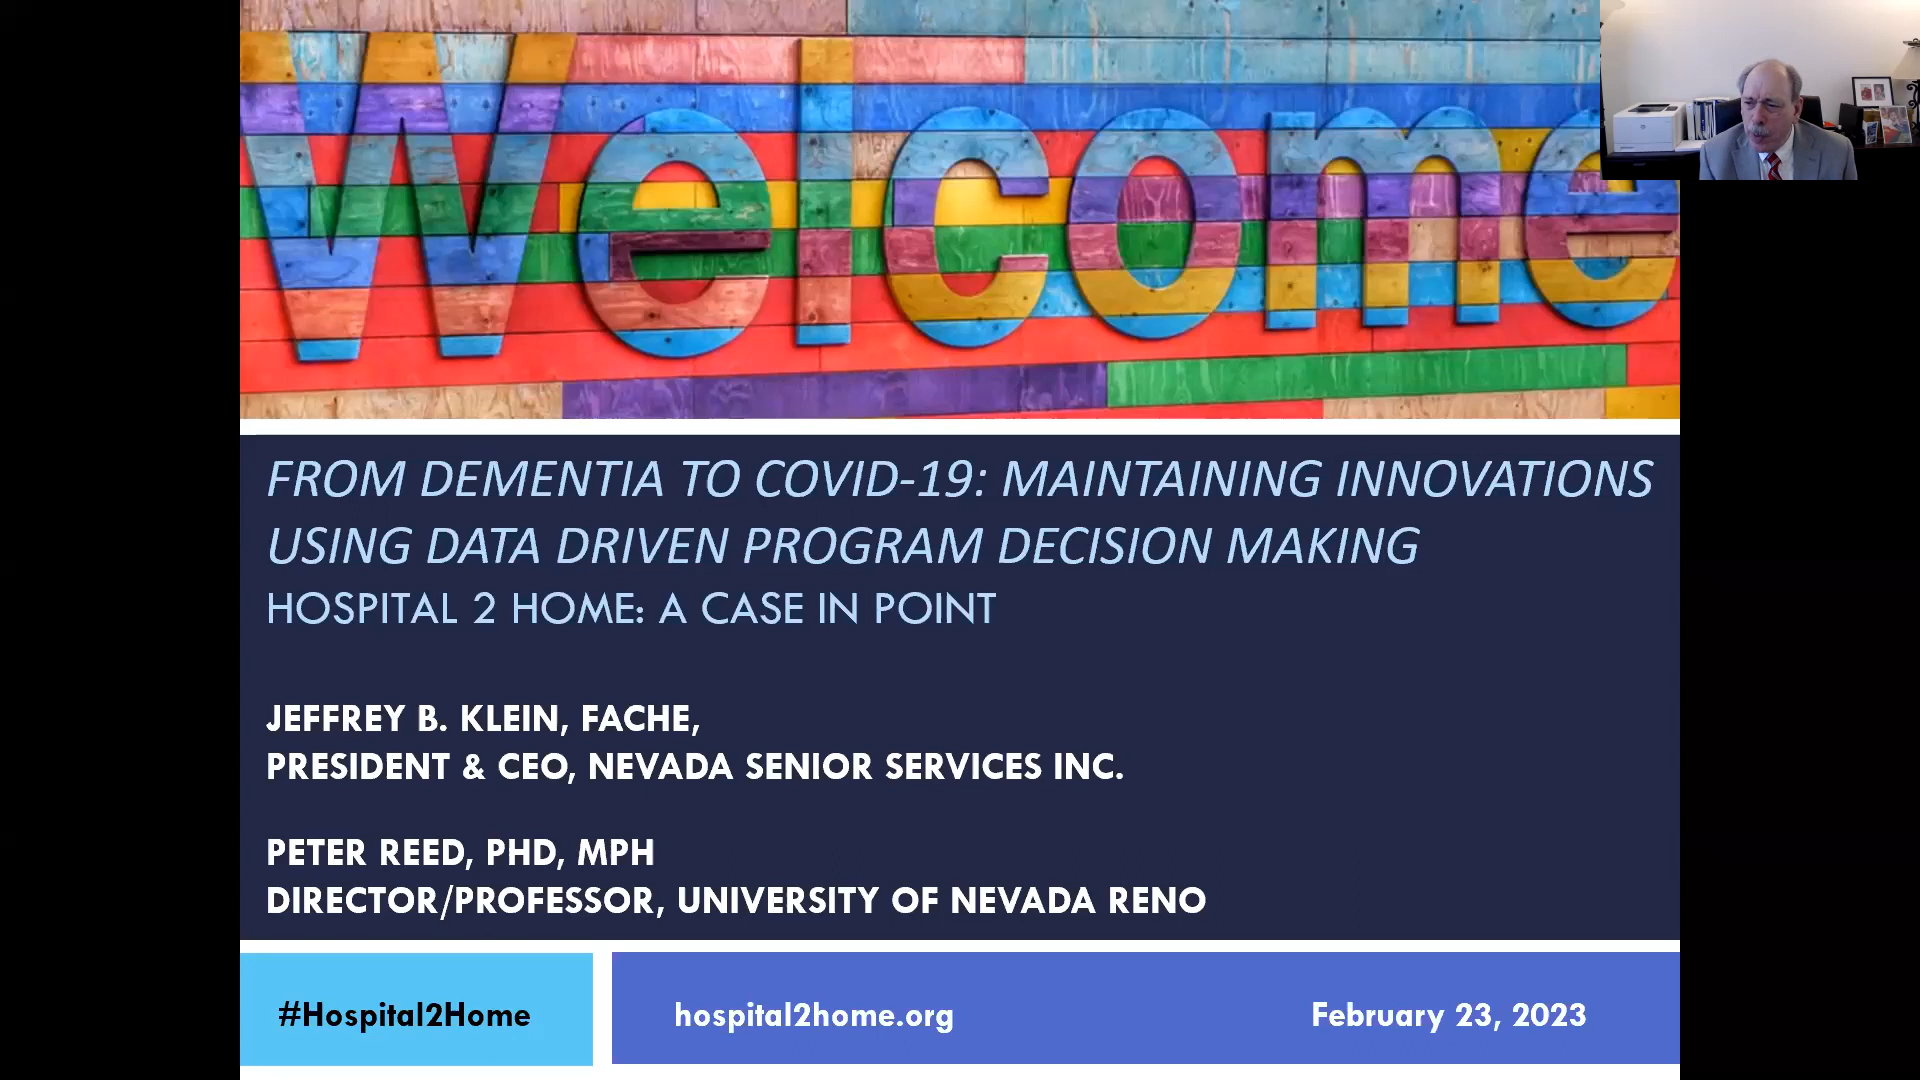 Welcome
FROM DEMENTIA TO COVID-19: MAINTAINING INNOVATIONS
USING DATA DRIVEN PROGRAM DECISION MAKING
HOSPITAL 2 HOME: A CASE IN POINT
JEFFREY B. KLEIN, FACHE,
PRESIDENT & CEO, NEVADA SENIOR SERVICES INC.
PETER REED, PHD, MPH
DIRECTOR/PROFESSOR, UNIVERSITY OF NEVADA RENO
#Hospital2Home
hospital2home.org
February 23, 2023